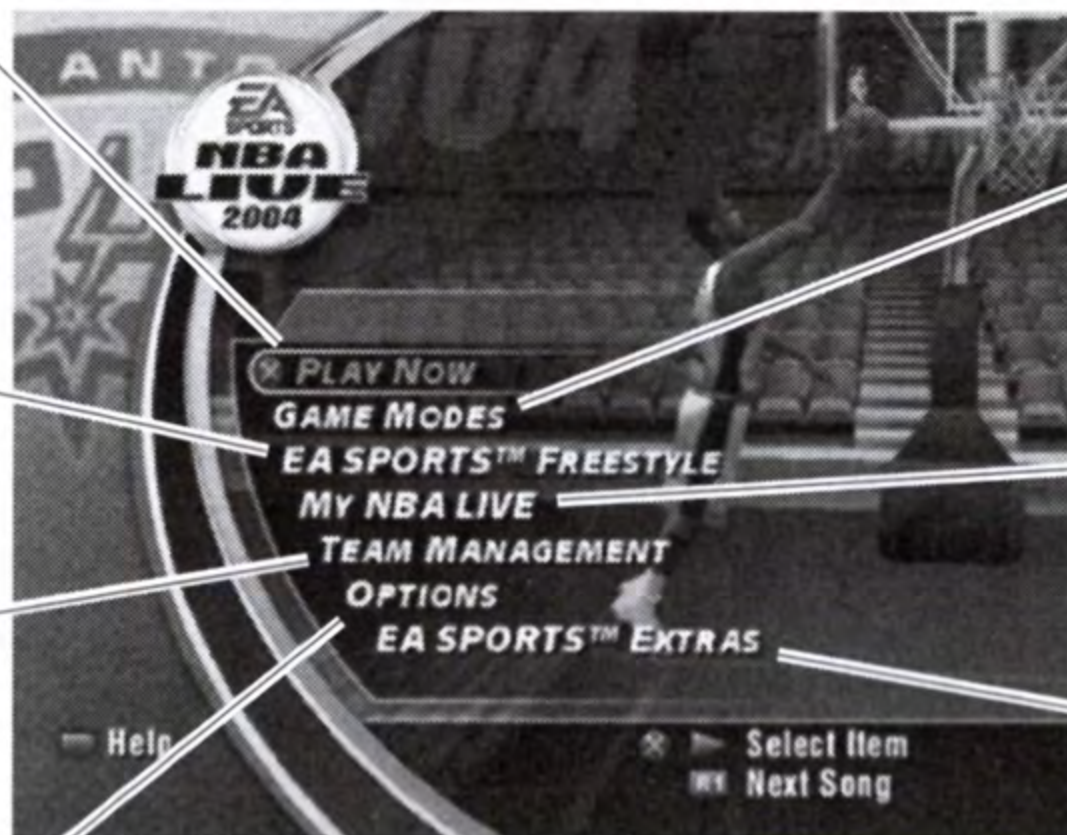 ANTO
EA
SPORTS
NBA
LIVE
2004
PLAY NOW
GAME MODES
EA SPORTS™ FREESTYLE
MY NBA LIVE
TEAM MANAGEMENT
OPTIONS
EA SPORTS™ EXTRAS
Help
Select Item
Next Song